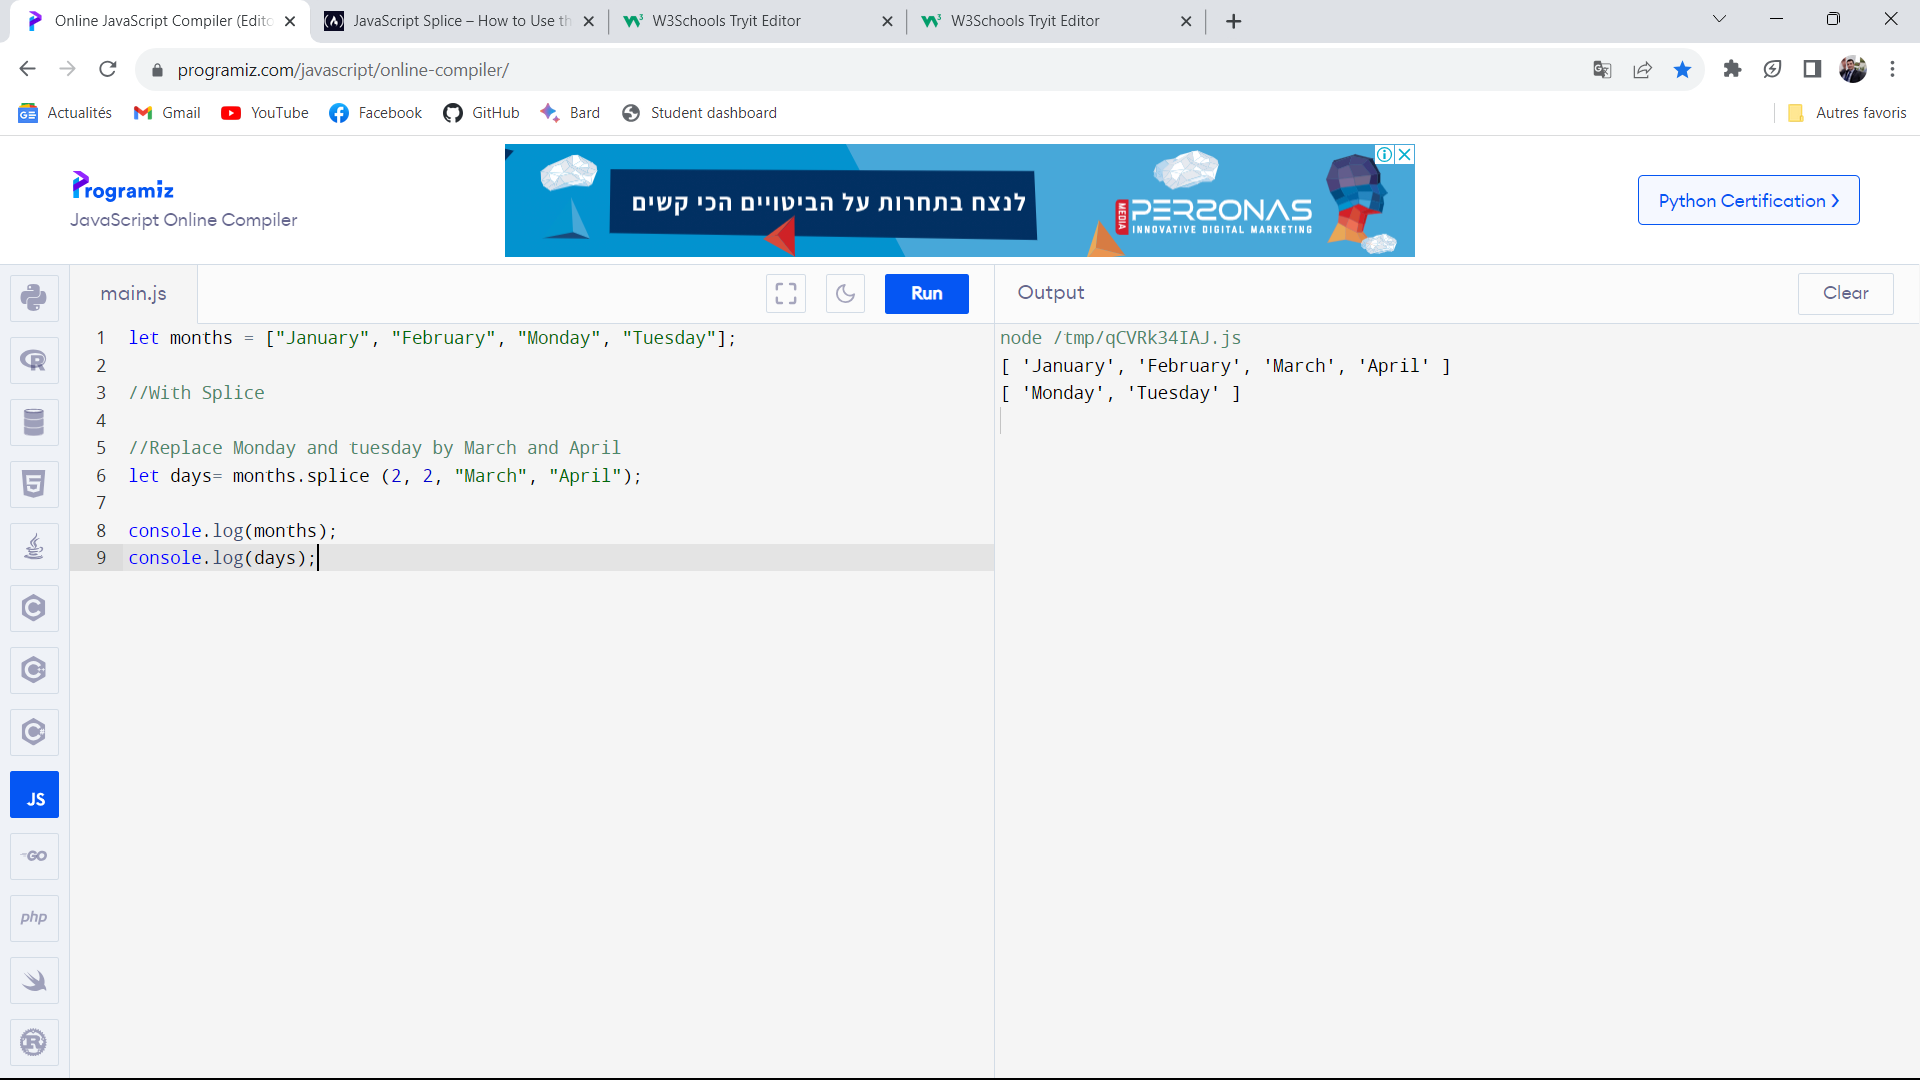 Online JavaScript Compiler (Edito
JavaScript Splice – How to Use th
W3Schools Tryit Editor
W3Schools Tryit Editor
programiz.com/javascript/online-compiler/
Actualités
Gmail
YouTube
Facebook
GitHub
Bard
Student dashboard
Autres favoris
Programiz
JavaScript Online Compiler
לנצח בתחרות על הביטויים הכי קשים
MEDIA PERSONAS
INNOVATIVE DIGITAL MARKETING
Python Certification >
main.js
Run
Output
Clear
1 let months = ["January", "February", "Monday", "Tuesday"];
2
3 //With Splice
4
5 //Replace Monday and tuesday by March and April
6 let days= months.splice (2, 2, "March", "April");
7
8 console.log(months);
9 console.log(days);
node /tmp/qCVRk34IAJ.js
[ 'January', 'February', 'March', 'April' ]
[ 'Monday', 'Tuesday' ]
JS
GO
php